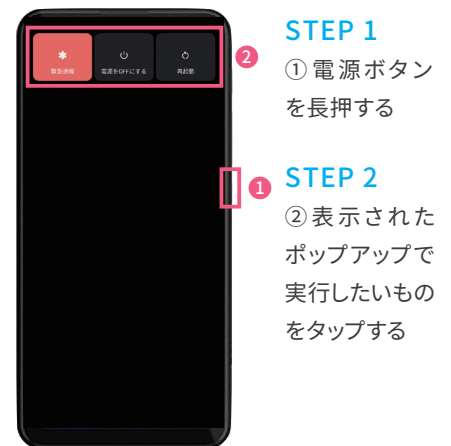 緊急通報
電源をOFFにする
再起動
2
1
STEP 1
①電源ボタン
を長押する
STEP 2
②表示された
ポップアップで
実行したいもの
をタップする